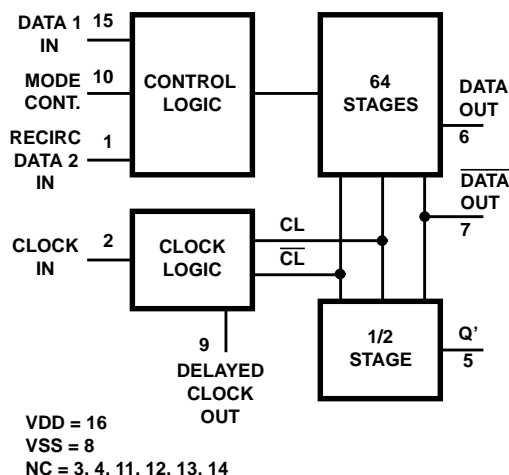 DATA 1
IN
15
MODE
CONT.
10
RECIRC
DATA 2
IN
1
CONTROL
LOGIC
64
STAGES
DATA
OUT
6
D̅A̅T̅A̅
OUT
7
CLOCK
IN
2
CLOCK
LOGIC
CL
C̅L̅
9
DELAYED
CLOCK
OUT
1/2
STAGE
Q'
5
VDD = 16
VSS = 8
NC = 3, 4, 11, 12, 13, 14